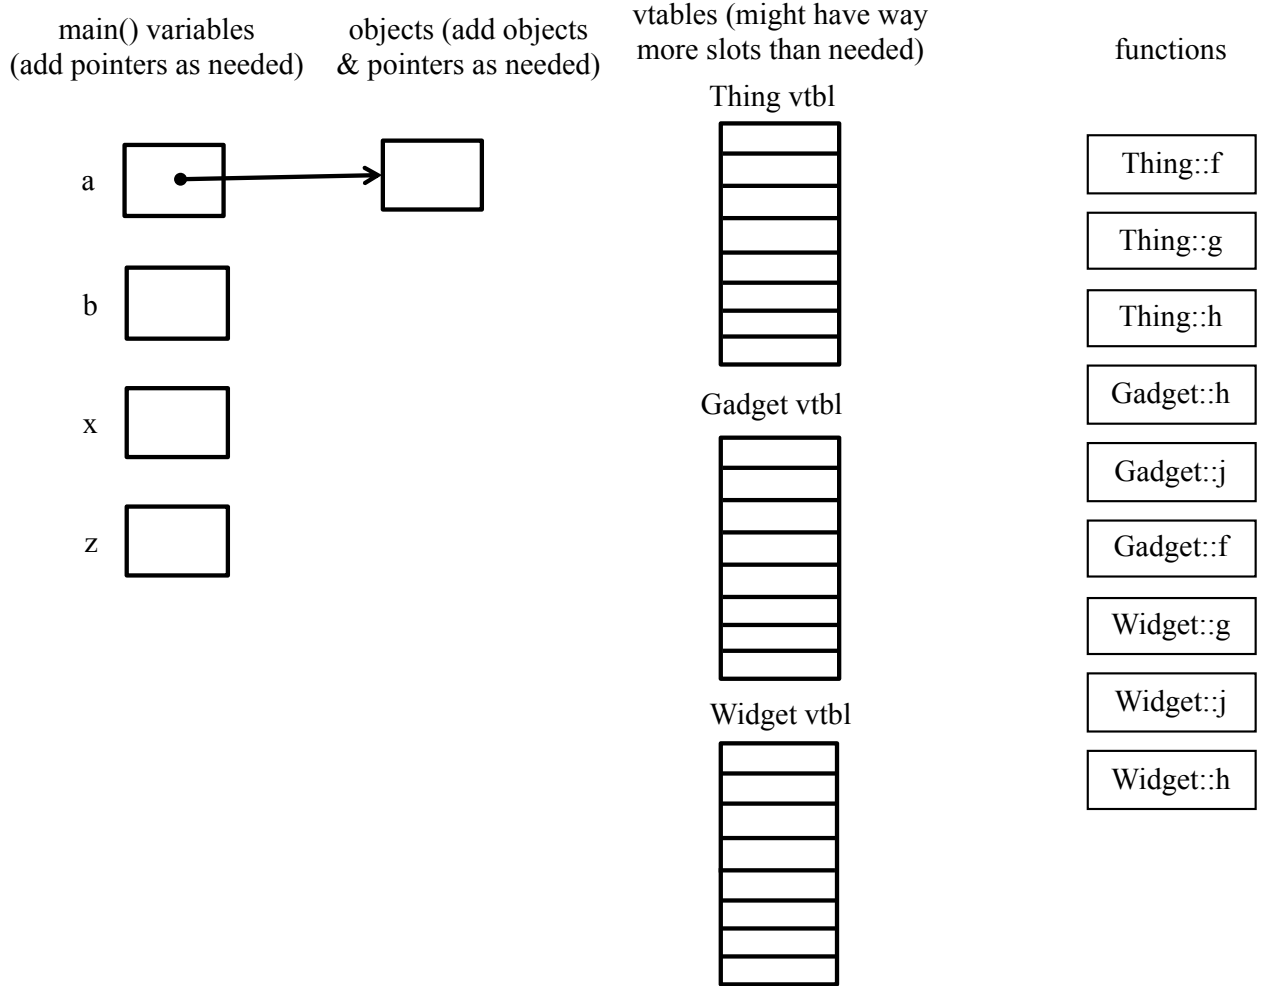 main() variables
(add pointers as needed)
objects (add objects
& pointers as needed)
vtables (might have way
more slots than needed)
functions
a
b
x
z
Thing vtbl
Gadget vtbl
Widget vtbl
Thing::f
Thing::g
Thing::h
Gadget::h
Gadget::j
Gadget::f
Widget::g
Widget::j
Widget::h